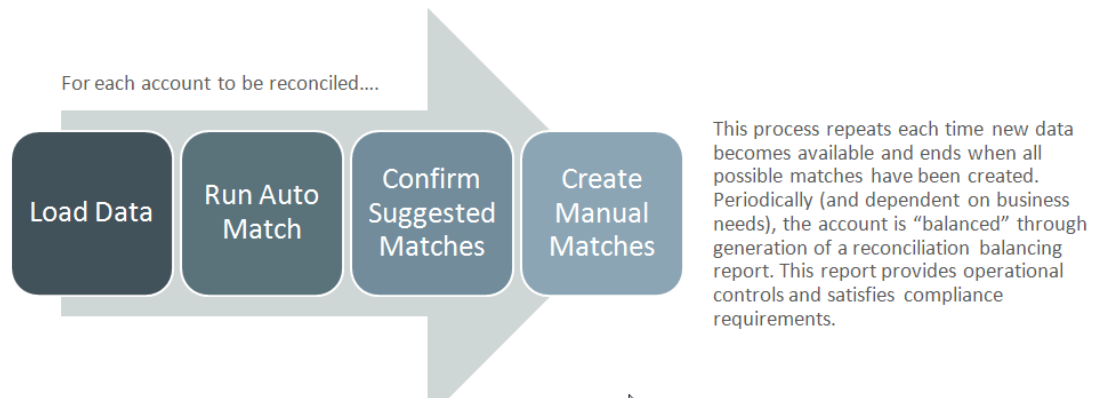 For each account to be reconciled....
Load Data
Run Auto
Match
Confirm
Suggested
Matches
Create
Manual
Matches
This process repeats each time new data
becomes available and ends when all
possible matches have been created.
Periodically (and dependent on business
needs), the account is “balanced” through
generation of a reconciliation balancing
report. This report provides operational
controls and satisfies compliance
requirements.